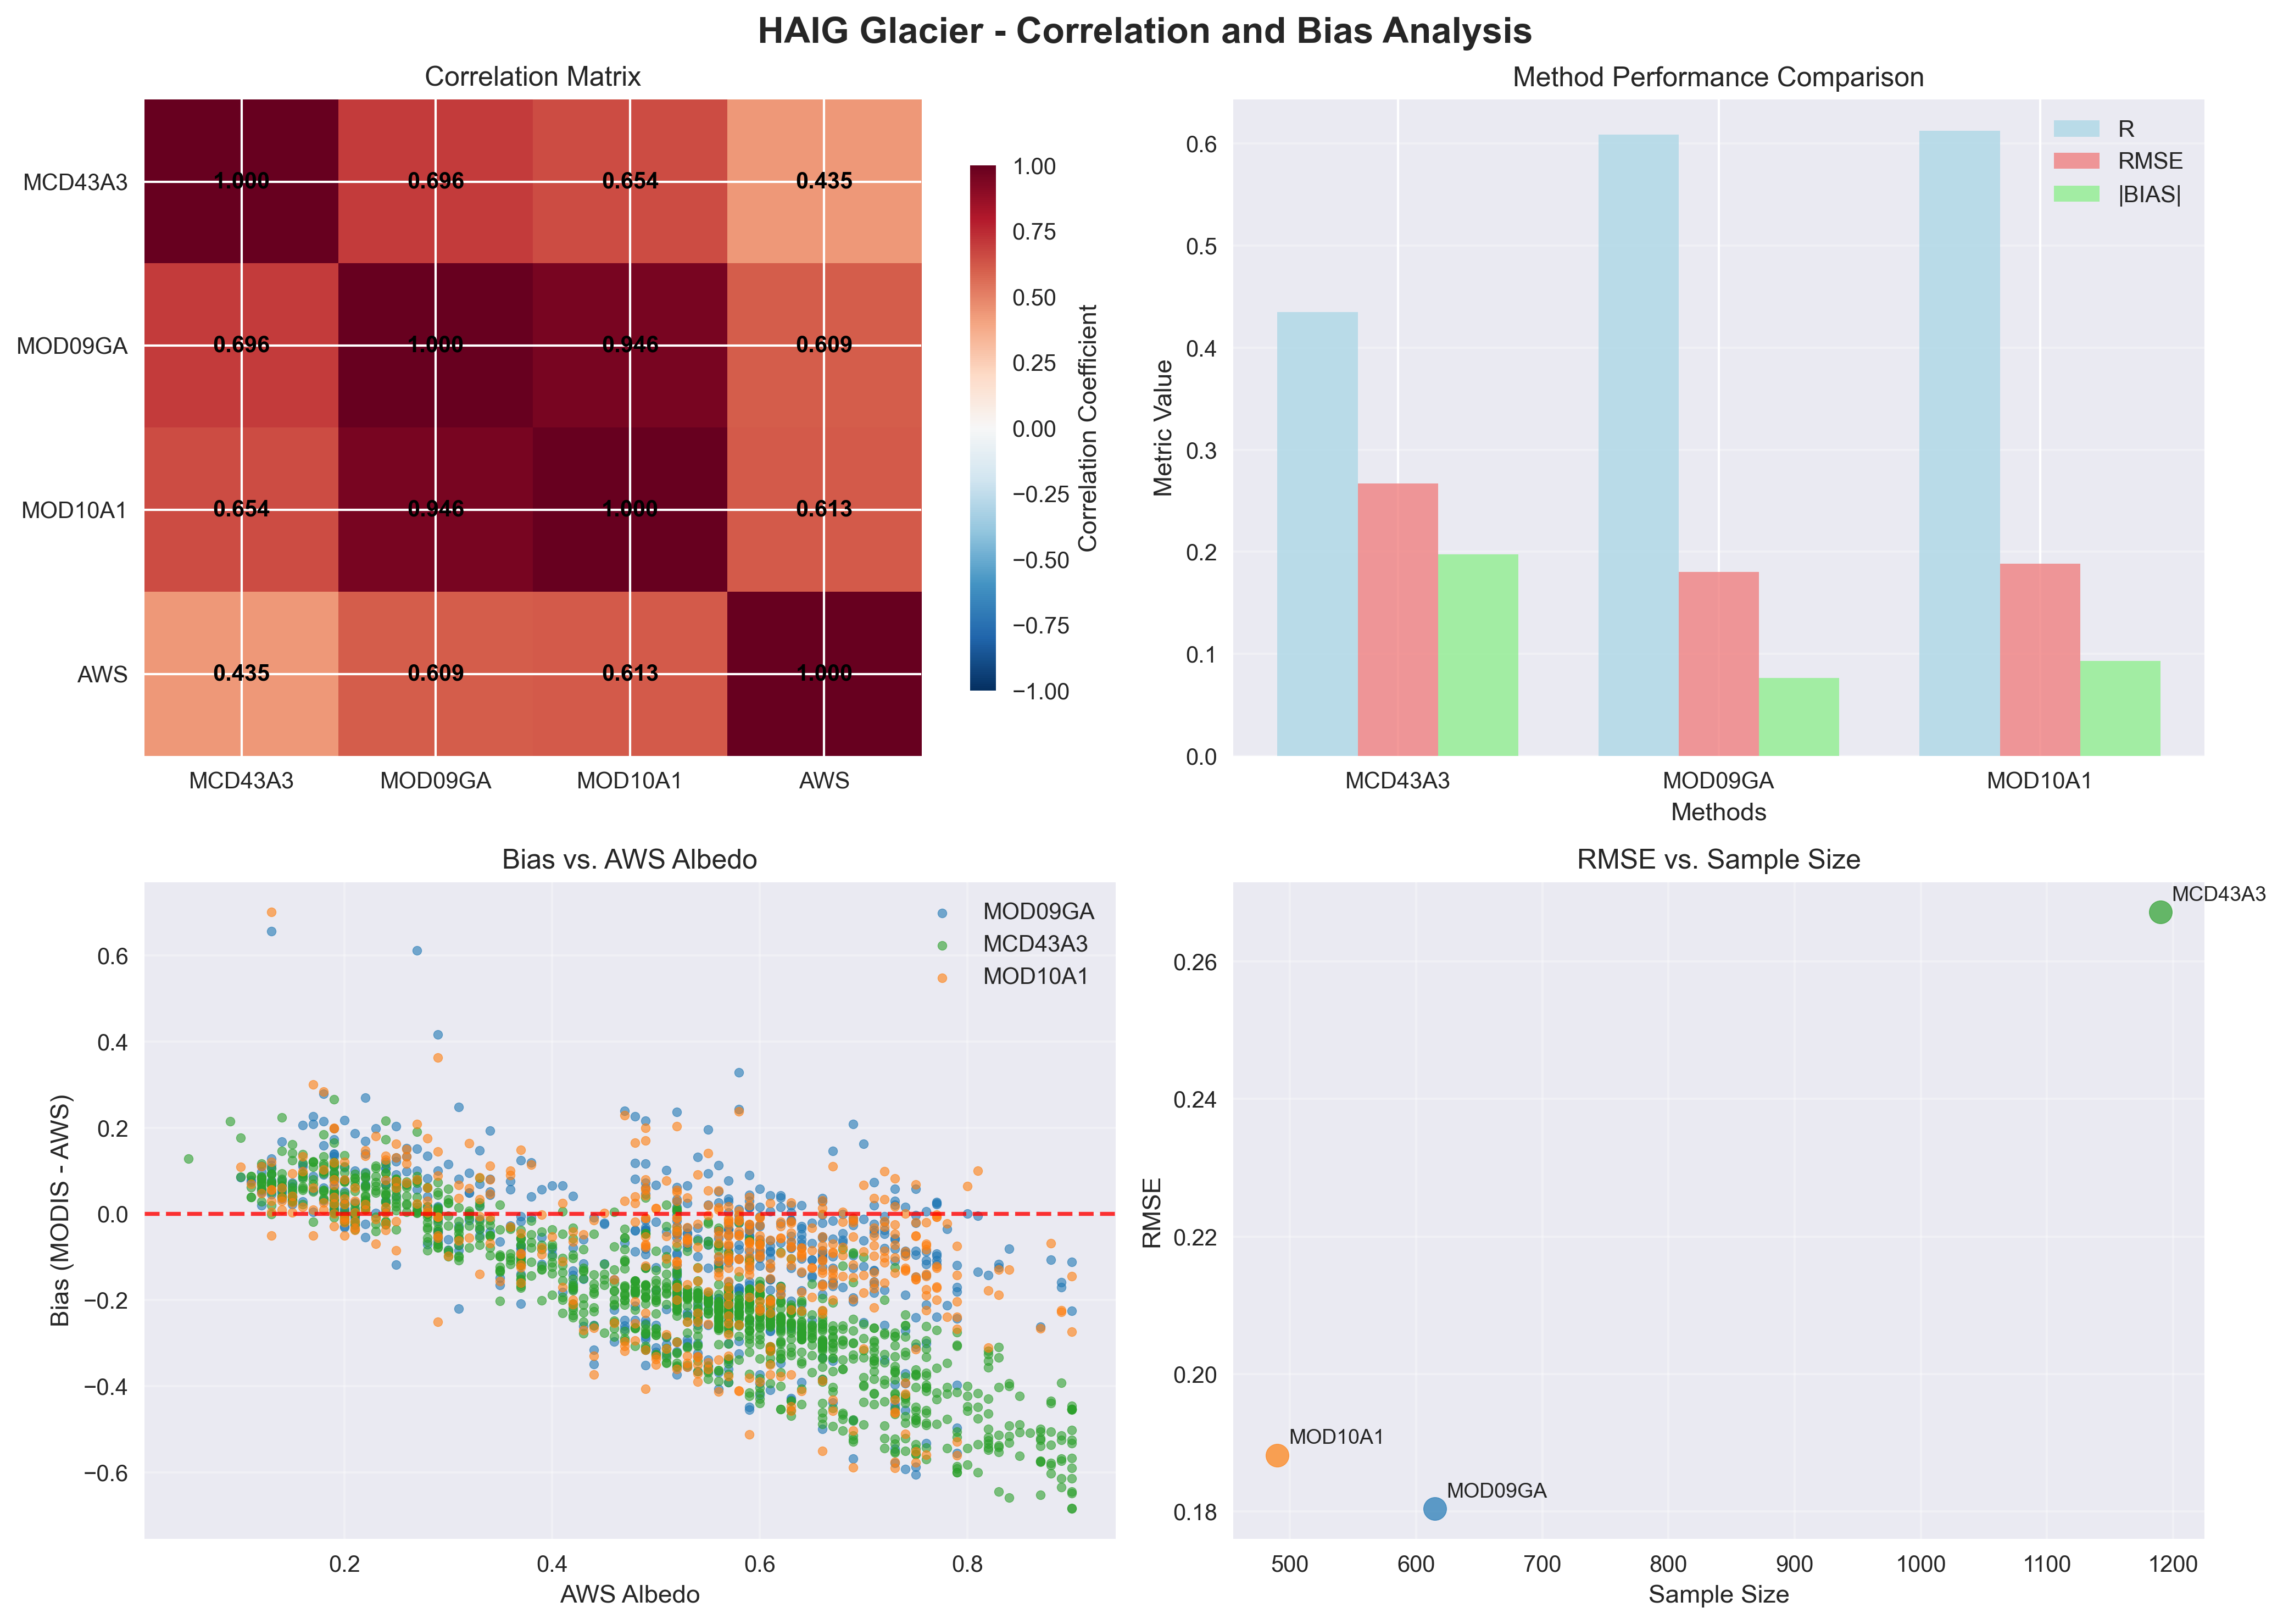 HAIG Glacier - Correlation and Bias Analysis
Correlation Matrix
MCD43A3
MOD09GA
MOD10A1
AWS
1.000 0.696 0.654 0.435
0.696 1.000 0.946 0.609
0.654 0.946 1.000 0.613
0.435 0.609 0.613 1.000
MCD43A3 MOD09GA MOD10A1 AWS
1.00
0.75
0.50
0.25
0.00
−0.25
−0.50
−0.75
−1.00
Correlation Coefficient
Method Performance Comparison
R
RMSE
|BIAS|
0.6
0.5
0.4
0.3
0.2
0.1
0.0
Metric Value
MCD43A3 MOD09GA MOD10A1
Methods
Bias vs. AWS Albedo
MOD09GA
MCD43A3
MOD10A1
0.6
0.4
0.2
0.0
−0.2
−0.4
−0.6
Bias (MODIS - AWS)
0.2 0.4 0.6 0.8
AWS Albedo
RMSE vs. Sample Size
MCD43A3
MOD10A1
MOD09GA
0.26
0.24
0.22
0.20
0.18
RMSE
500 600 700 800 900 1000 1100 1200
Sample Size